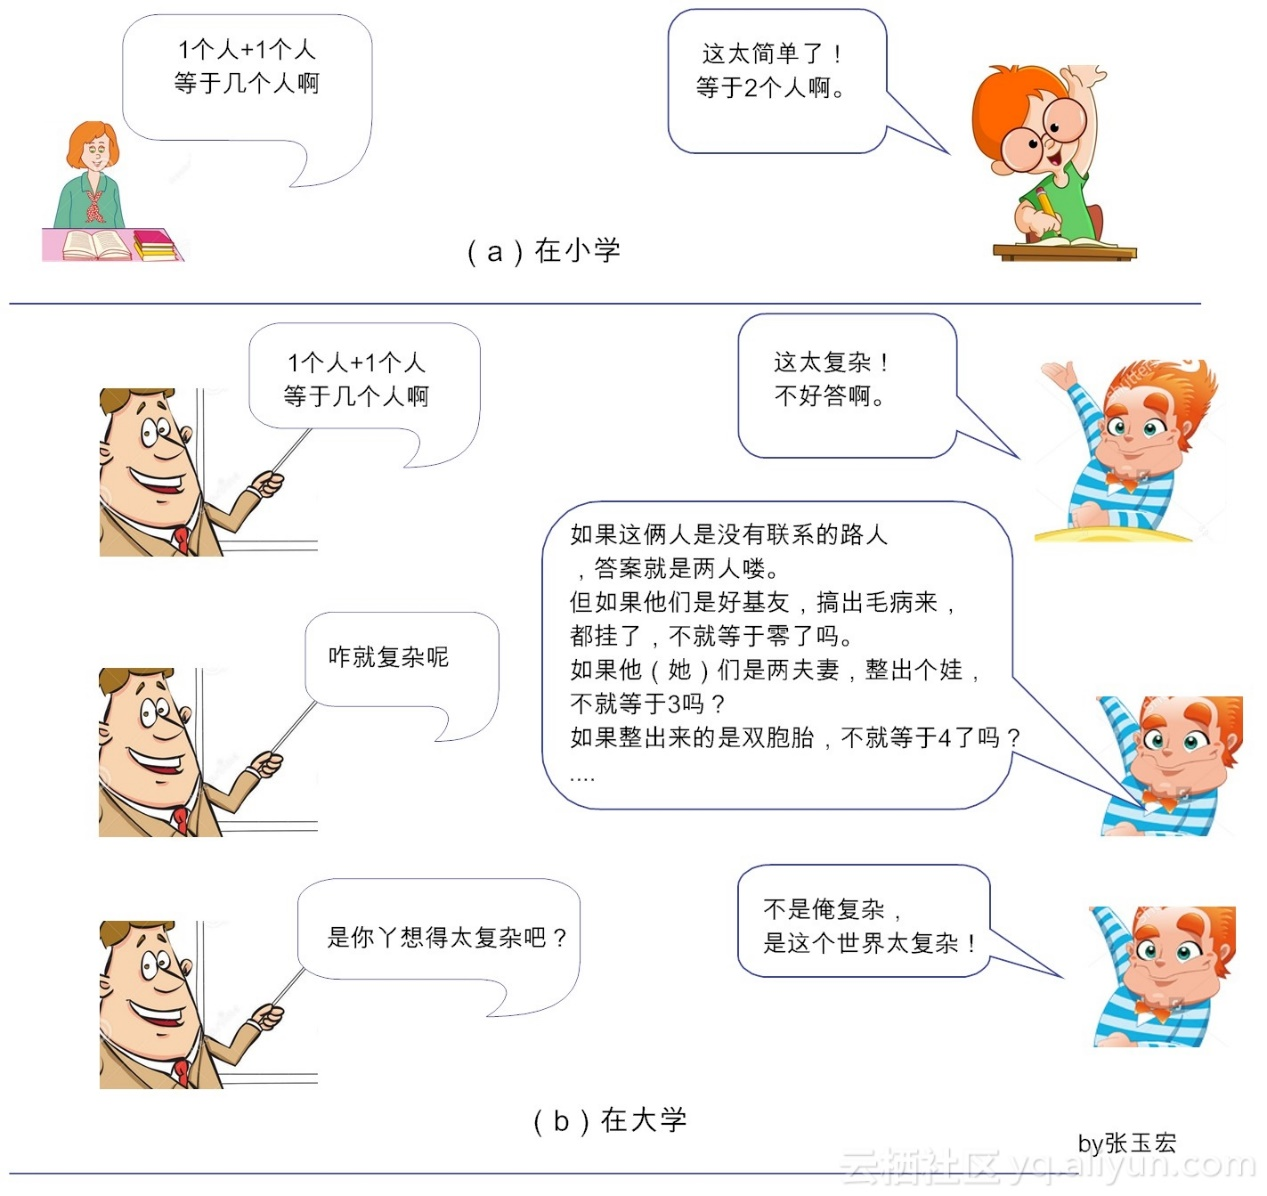 1个人+1个人
等于几个人啊
这太简单了！
等于2个人啊。
（a）在小学
1个人+1个人
等于几个人啊
这太复杂！
不好答啊。
咋就复杂呢
如果这俩人是没有联系的路人
，答案就是两人喽。
但如果他们是好基友，搞出毛病来，
都挂了，不就等于零了吗。
如果他（她）们是两夫妻，整出个娃，
不就等于3吗？
如果整出来的是双胞胎，不就等于4了吗？
....
是你丫想得太复杂吧？
不是俺复杂，
是这个世界太复杂！
（b）在大学
by张玉宏
云栖社区 yq.aliyun.com